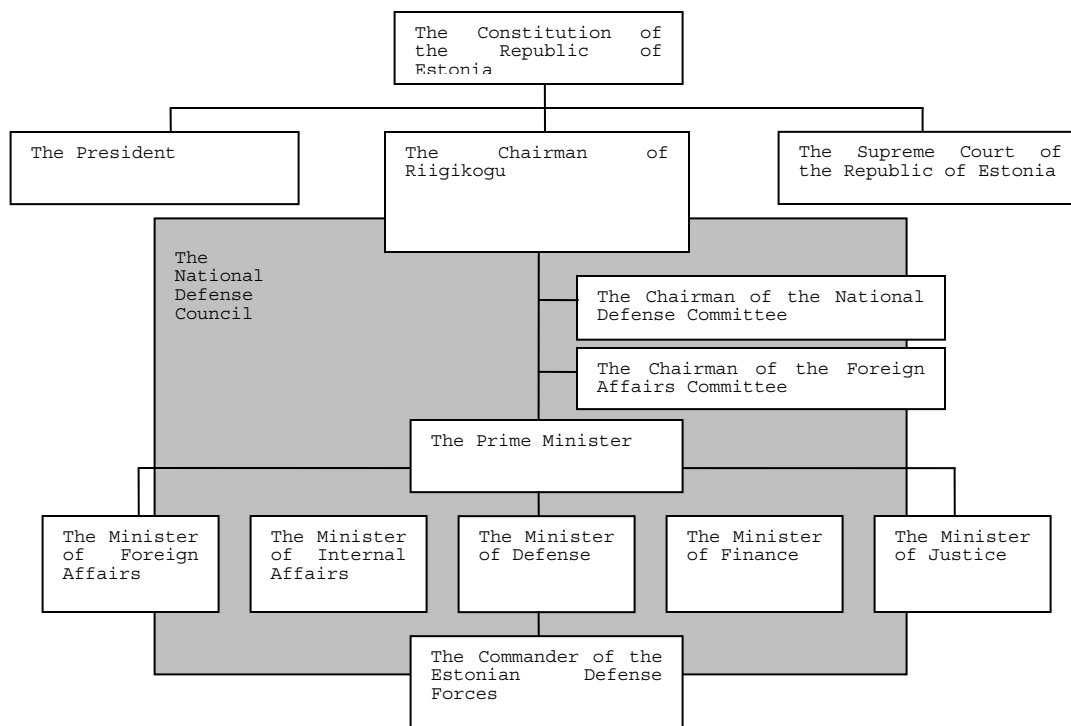 The Constitution of
the Republic of
Estonia
The President
The Chairman of
Riigikogu
The Supreme Court of
the Republic of Estonia
The
National
Defense
Council
The Chairman of the National
Defense Committee
The Chairman of the Foreign
Affairs Committee
The Prime Minister
The Minister
of Foreign
Affairs
The Minister
of Internal
Affairs
The Minister
of Defense
The Minister
of Finance
The Minister
of Justice
The Commander of the
Estonian Defense
Forces